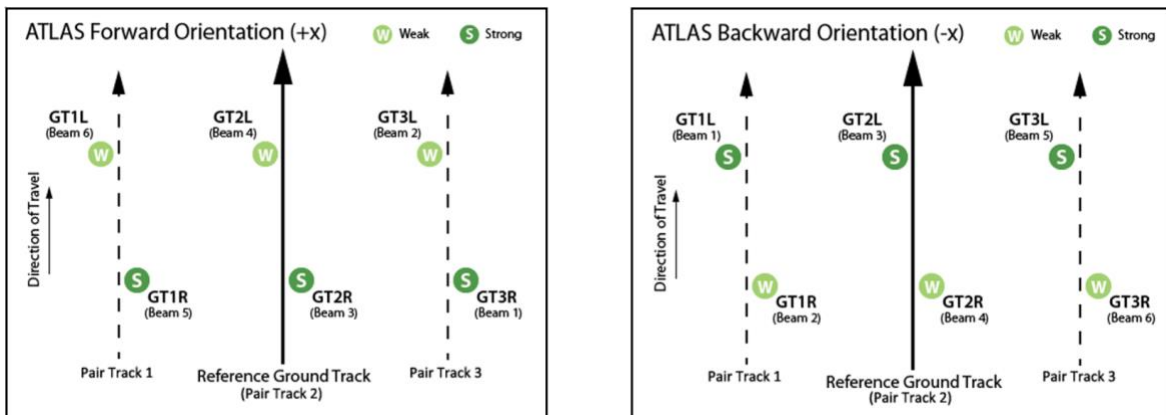 ATLAS Forward Orientation (+x)
W Weak
S Strong
GT1L
(Beam 6)
W
GT2L
(Beam 4)
W
GT3L
(Beam 2)
W
Direction of Travel
S
GT1R
(Beam 5)
S
GT2R
(Beam 3)
S
GT3R
(Beam 1)
Pair Track 1
Reference Ground Track
(Pair Track 2)
Pair Track 3
ATLAS Backward Orientation (-x)
W Weak
S Strong
GT1L
(Beam 1)
S
GT2L
(Beam 3)
S
GT3L
(Beam 5)
S
Direction of Travel
W
GT1R
(Beam 2)
W
GT2R
(Beam 4)
W
GT3R
(Beam 6)
Pair Track 1
Reference Ground Track
(Pair Track 2)
Pair Track 3